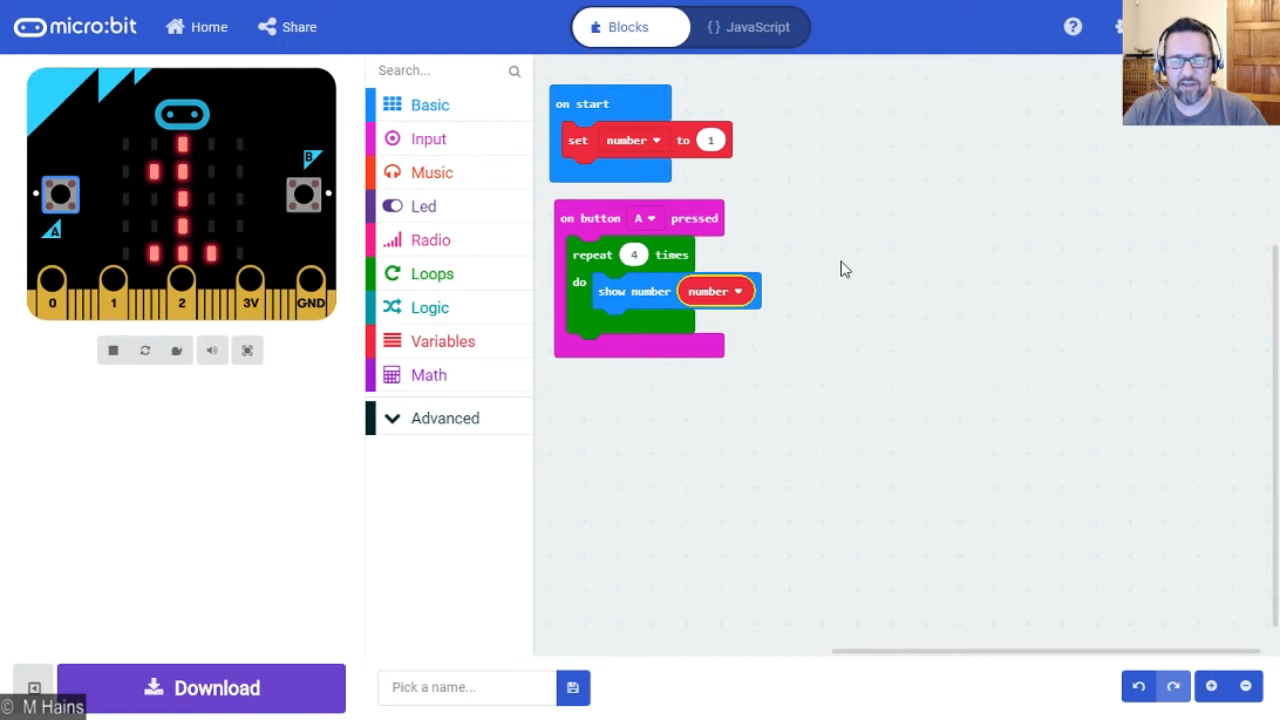 micro:bit
Home
Share
Blocks
{} JavaScript
?
Search...
Basic
Input
Music
Led
Radio
Loops
Logic
Variables
Math
Advanced
on start
set number to 1
on button A pressed
repeat 4 times
do
show number number
A
B
0 1 2 3V GND
Download
Pick a name...
© M Hains